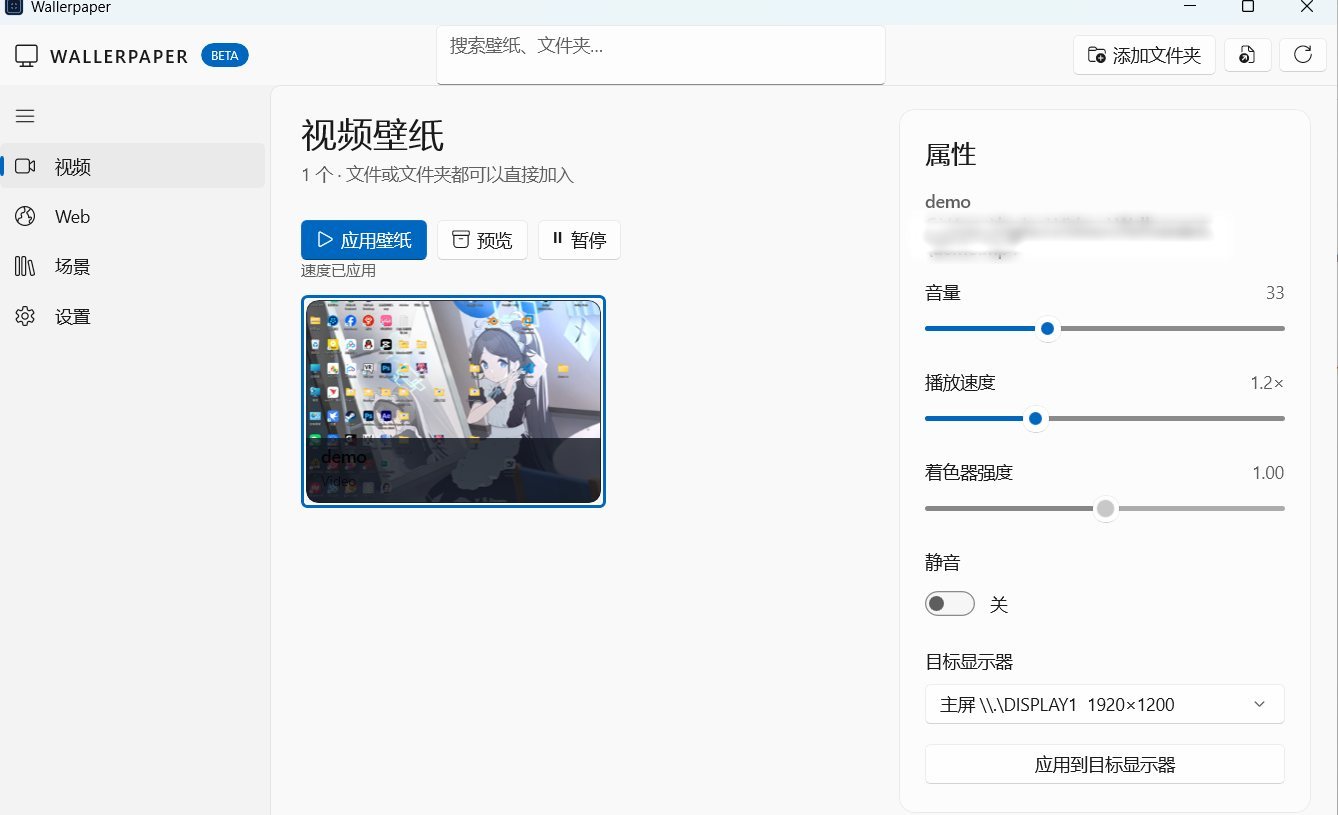 Wallerpaper
WALLERPAPER BETA
搜索壁纸、文件夹...
添加文件夹
视频
Web
场景
设置
视频壁纸
1 个 · 文件或文件夹都可以直接加入
应用壁纸 预览 暂停
速度已应用
demo
Video
属性
demo
音量 33
播放速度 1.2×
着色器强度 1.00
静音
关
目标显示器
主屏 \\.\DISPLAY1 1920×1200
应用到目标显示器